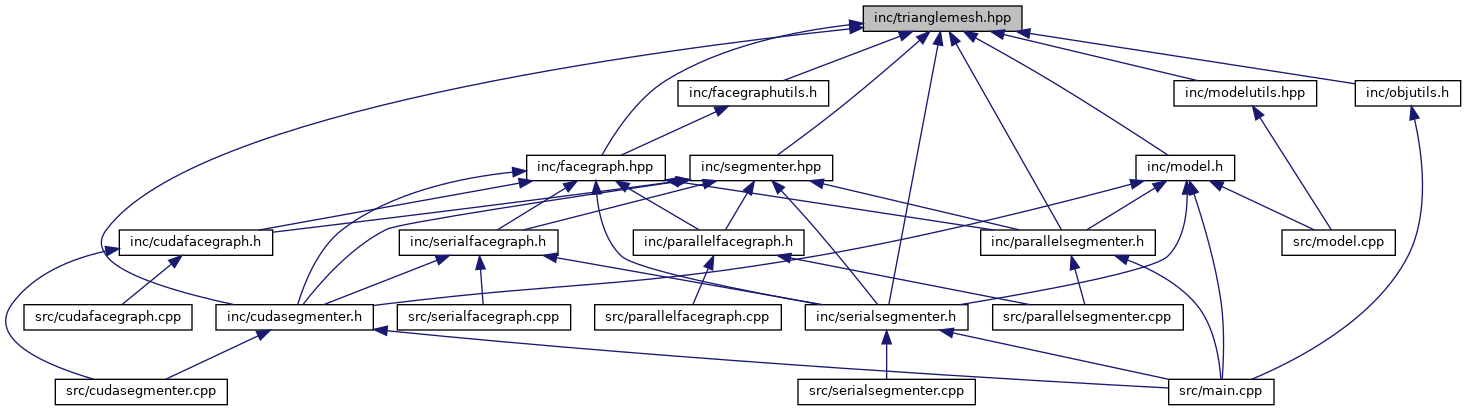 inc/trianglemesh.hpp
inc/facegraphutils.h
inc/modelutils.hpp
inc/objutils.h
inc/facegraph.hpp
inc/segmenter.hpp
inc/model.h
inc/cudafacegraph.h
inc/serialfacegraph.h
inc/parallelfacegraph.h
inc/parallelsegmenter.h
src/model.cpp
src/cudafacegraph.cpp
inc/cudasegmenter.h
src/serialfacegraph.cpp
src/parallelfacegraph.cpp
inc/serialsegmenter.h
src/parallelsegmenter.cpp
src/cudasegmenter.cpp
src/serialsegmenter.cpp
src/main.cpp